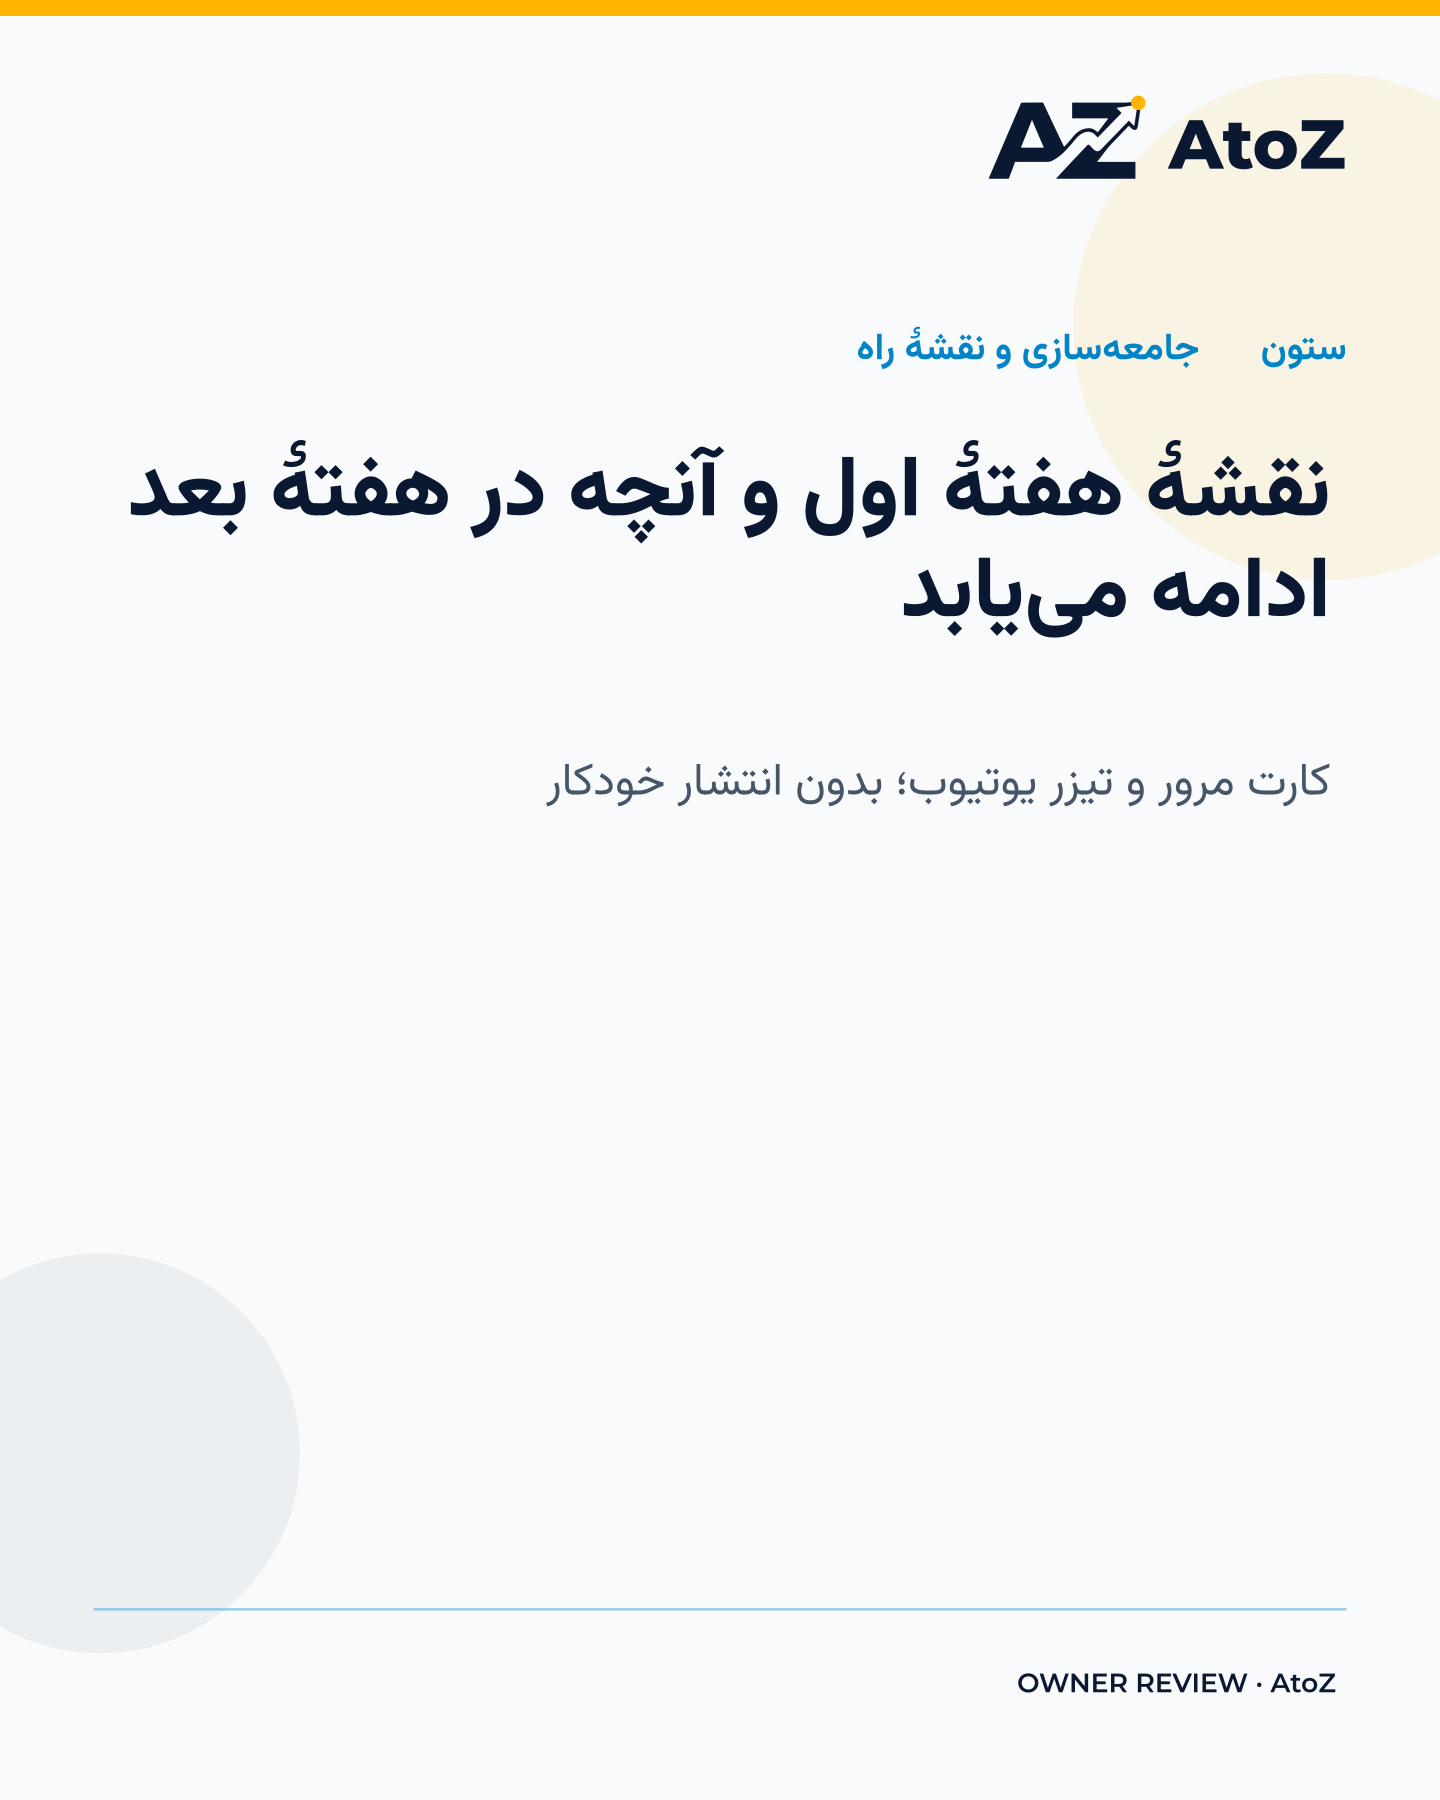 AZ AtoZ
ستون جامعه‌سازی و نقشهٔ راه
نقشهٔ هفتهٔ اول و آنچه در هفتهٔ بعد
ادامه می‌یابد
کارت مرور و تیزر یوتیوب؛ بدون انتشار خودکار
OWNER REVIEW · AtoZ